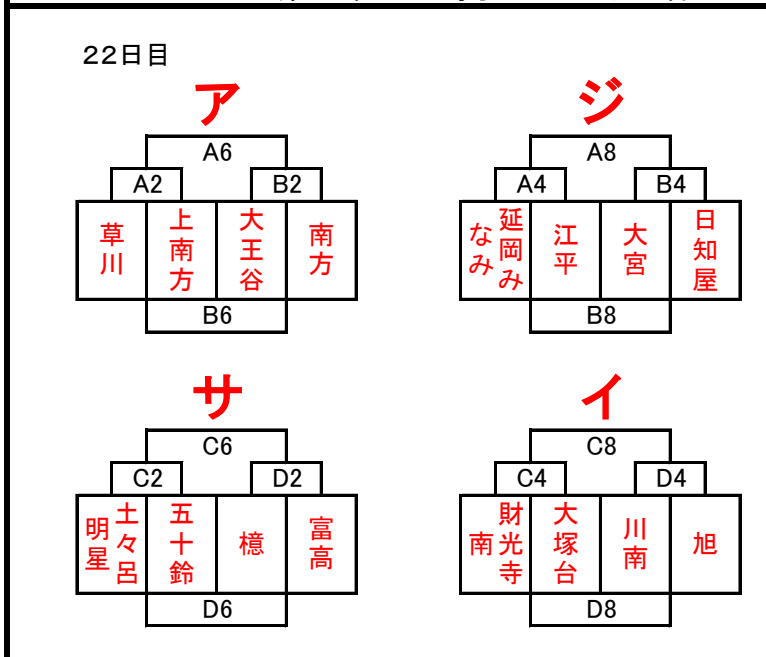 22日目
ア
A6
A2
B2
草川
上南方
大王谷
南方
B6
ジ
A8
A4
B4
延岡み
なみ
江平
大宮
日知屋
B8
サ
C6
C2
D2
土々呂
明星
五十鈴
檍
富高
D6
イ
C8
C4
D4
財光寺
南
大塚台
川南
旭
D8